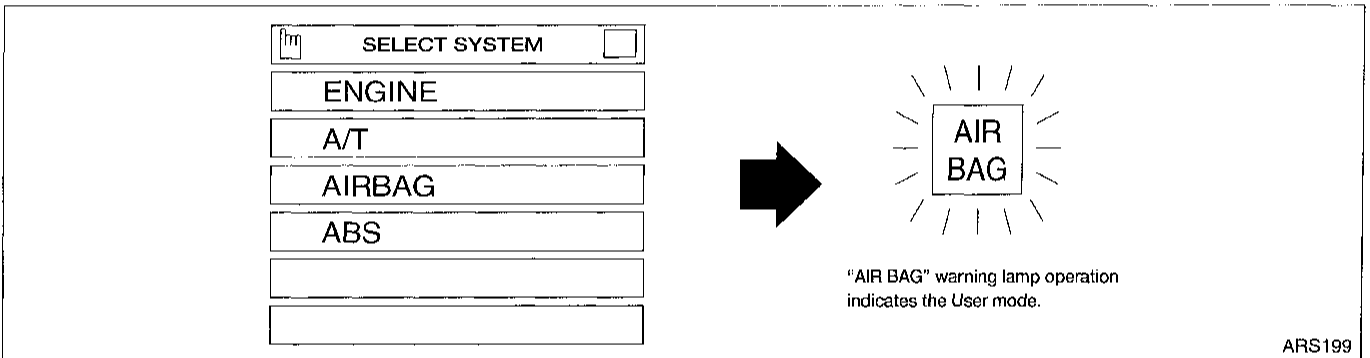 SELECT SYSTEM
ENGINE
A/T
AIRBAG
ABS
AIR
BAG
"AIR BAG" warning lamp operation
indicates the User mode.
ARS199